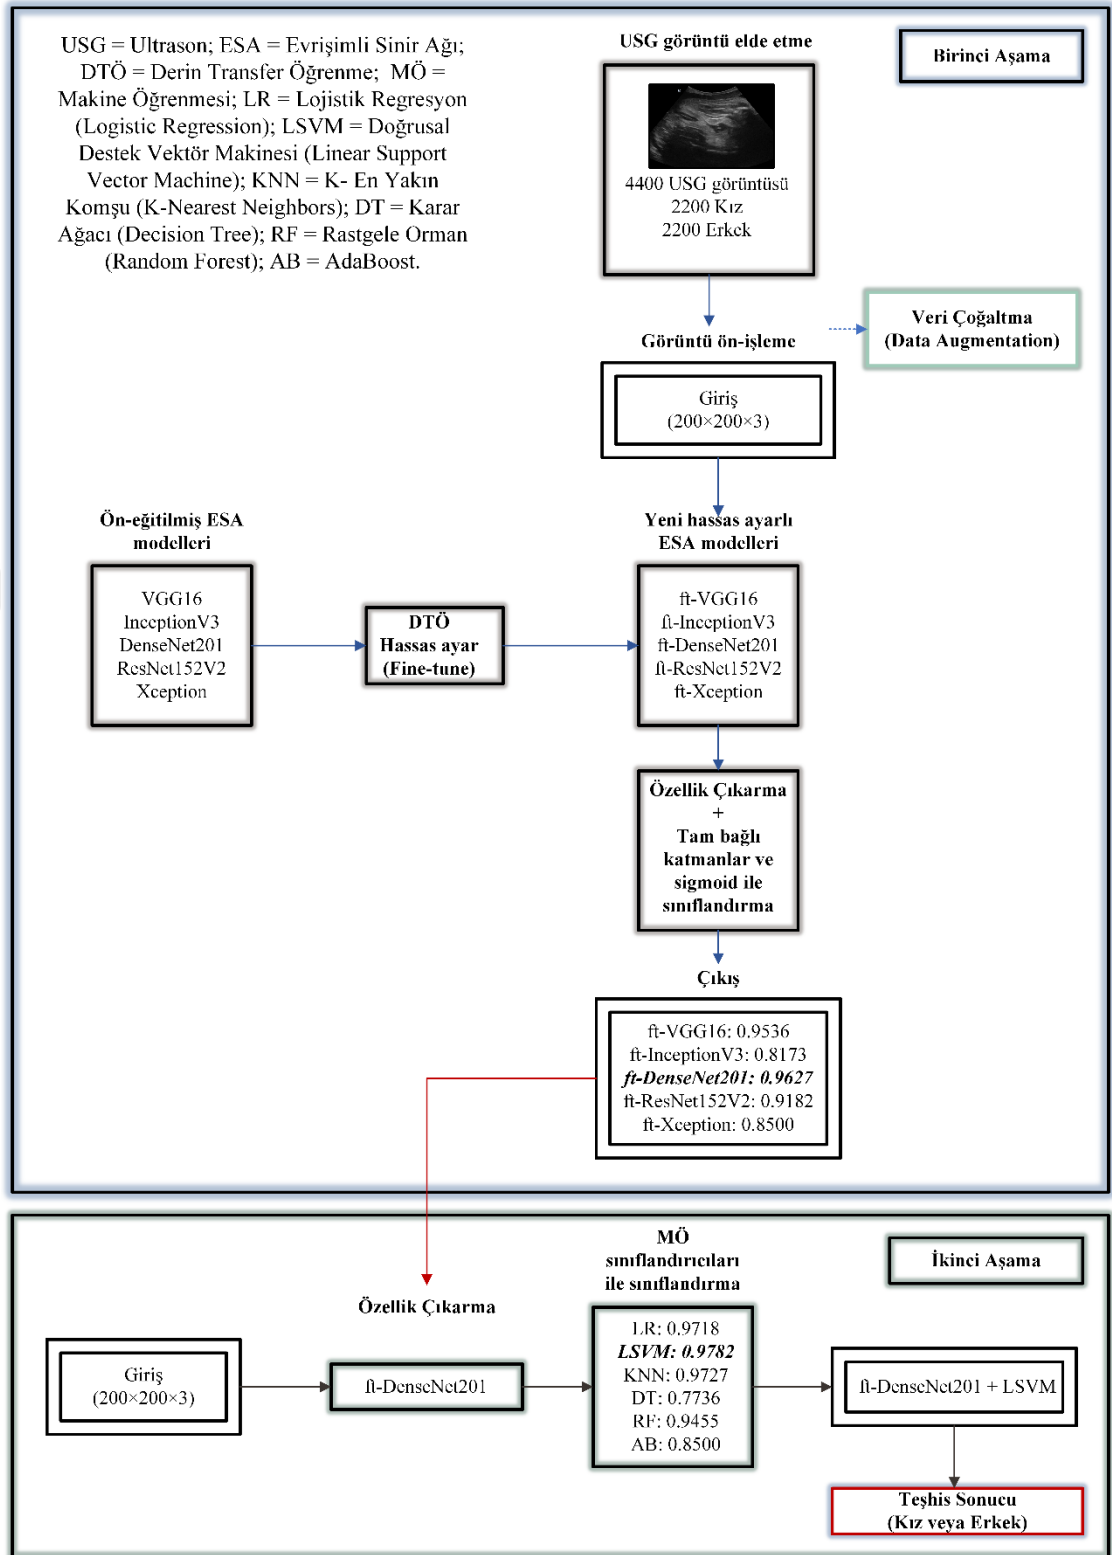 USG = Ultrason; ESA = Evrişimli Sinir Ağı;
DTÖ = Derin Transfer Öğrenme; MÖ =
Makine Öğrenmesi; LR = Lojistik Regresyon
(Logistic Regression); LSVM = Doğrusal
Destek Vektör Makinesi (Linear Support
Vector Machine); KNN = K- En Yakın
Komşu (K-Nearest Neighbors); DT = Karar
Ağacı (Decision Tree); RF = Rastgele Orman
(Random Forest); AB = AdaBoost.
USG görüntü elde etme
Birinci Aşama
4400 USG görüntüsü
2200 Kız
2200 Erkek
Veri Çoğaltma
(Data Augmentation)
Görüntü ön-işleme
Giriş
(200×200×3)
Ön-eğitilmiş ESA
modelleri
VGG16
InceptionV3
DenseNet201
ResNet152V2
Xception
DTÖ
Hassas ayar
(Fine-tune)
Yeni hassas ayarlı
ESA modelleri
ft-VGG16
ft-InceptionV3
ft-DenseNet201
ft-ResNet152V2
ft-Xception
Özellik Çıkarma
+
Tam bağlı
katmanlar ve
sigmoid ile
sınıflandırma
Çıkış
ft-VGG16: 0.9536
ft-InceptionV3: 0.8173
ft-DenseNet201: 0.9627
ft-ResNet152V2: 0.9182
ft-Xception: 0.8500
İkinci Aşama
Özellik Çıkarma
MÖ
sınıflandırıcıları
ile sınıflandırma
Giriş
(200×200×3)
ft-DenseNet201
LR: 0.9718
LSVM: 0.9782
KNN: 0.9727
DT: 0.7736
RF: 0.9455
AB: 0.8500
ft-DenseNet201 + LSVM
Teşhis Sonucu
(Kız veya Erkek)